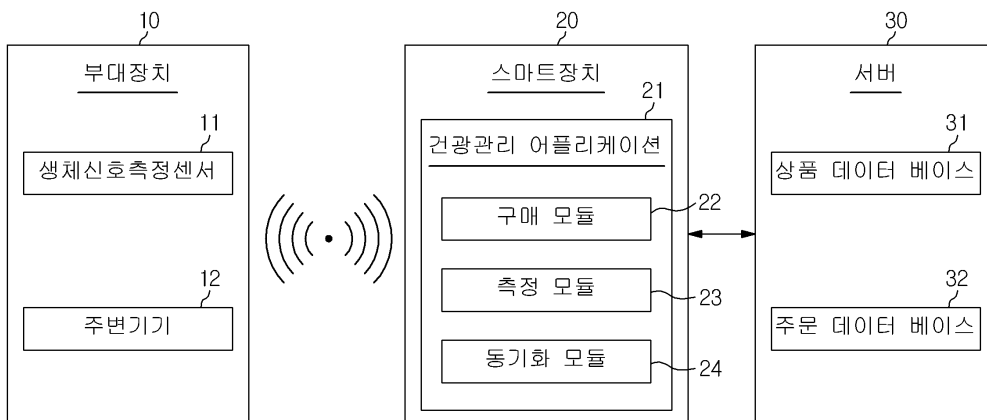 10
부대장치
11
생체신호측정센서
12
주변기기
20
스마트장치
21
건광관리 어플리케이션
구매 모듈
22
측정 모듈
23
동기화 모듈
24
30
서버
31
상품 데이터 베이스
32
주문 데이터 베이스